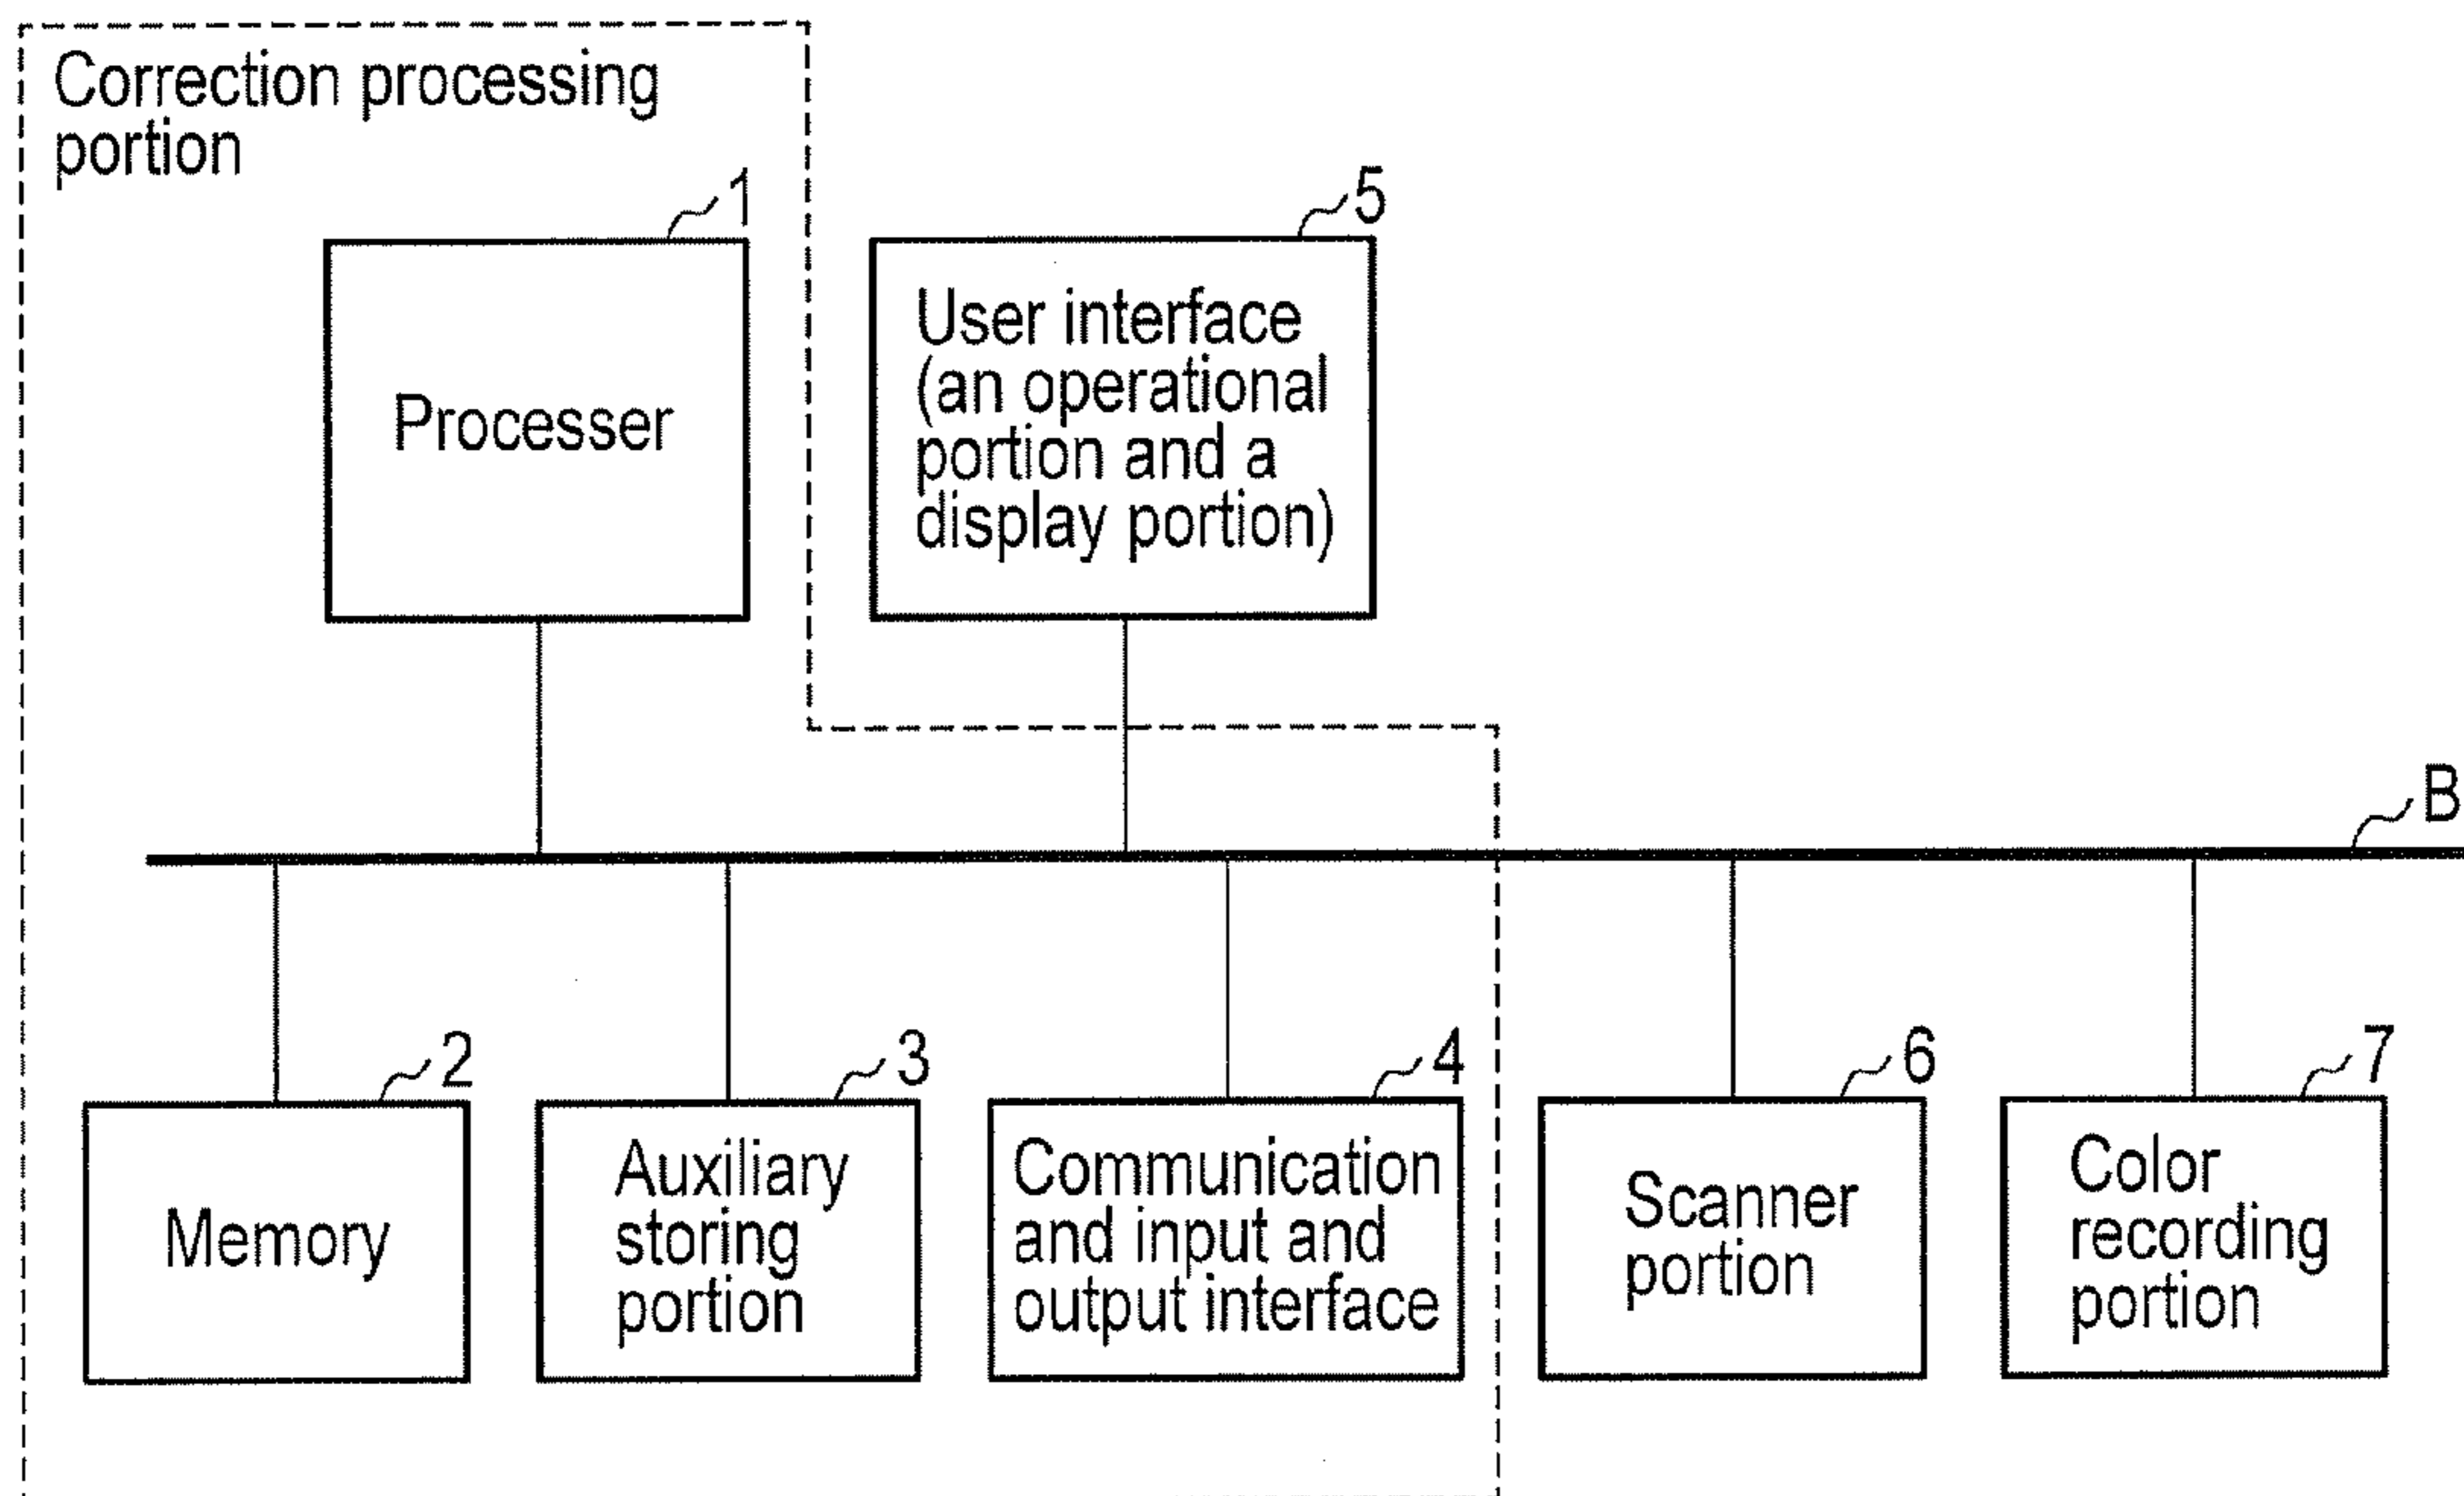 Correction processing
portion
1
Processer
5
User interface
(an operational
portion and a
display portion)
B
2
Memory
3
Auxiliary
storing
portion
4
Communication
and input and
output interface
6
Scanner
portion
7
Color
recording
portion